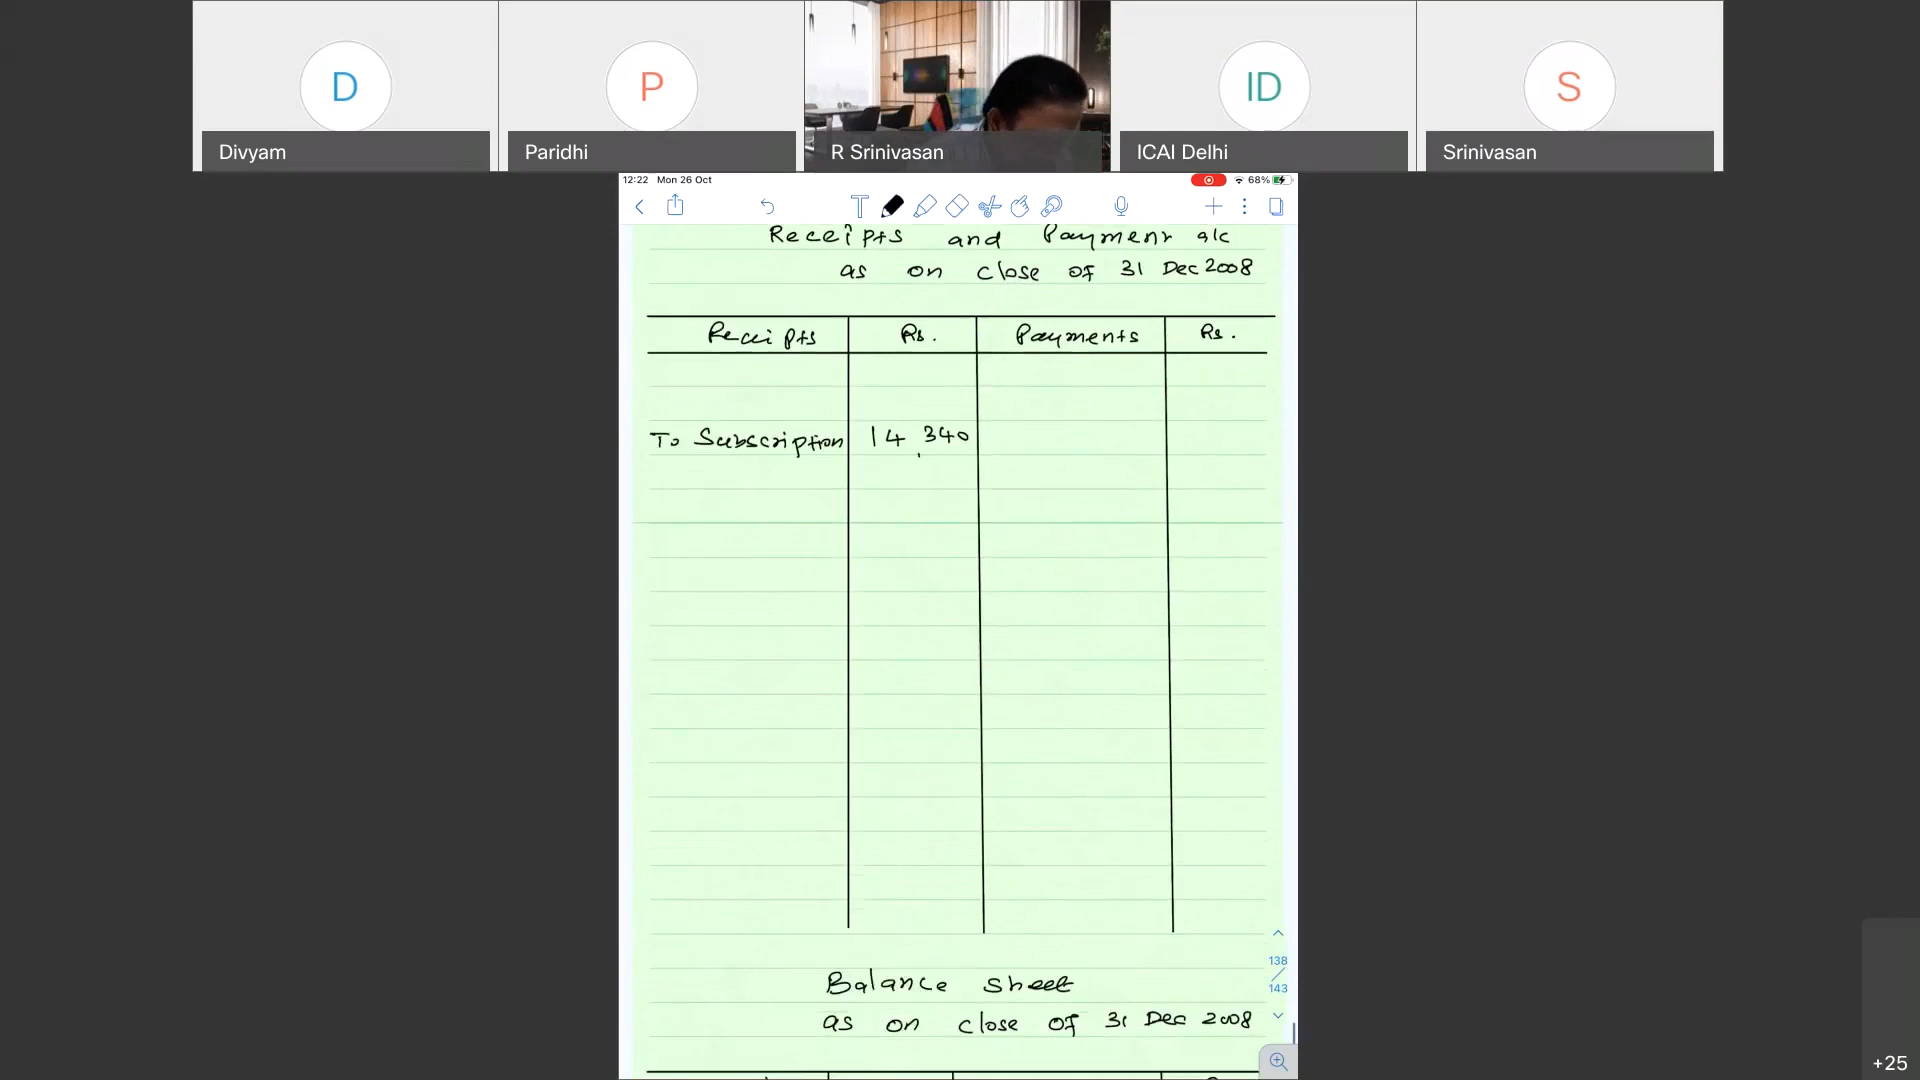 D
P
ID
S
Divyam
Paridhi
R Srinivasan
ICAI Delhi
Srinivasan
12:22 Mon 26 Oct
68%
T
Receipts and Payment a/c
as on close of 31 Dec 2008
Receipts Rs. Payments Rs.
To Subscription 14,340
138
143
Balance sheet
as on close of 31 Dec 2008
+25